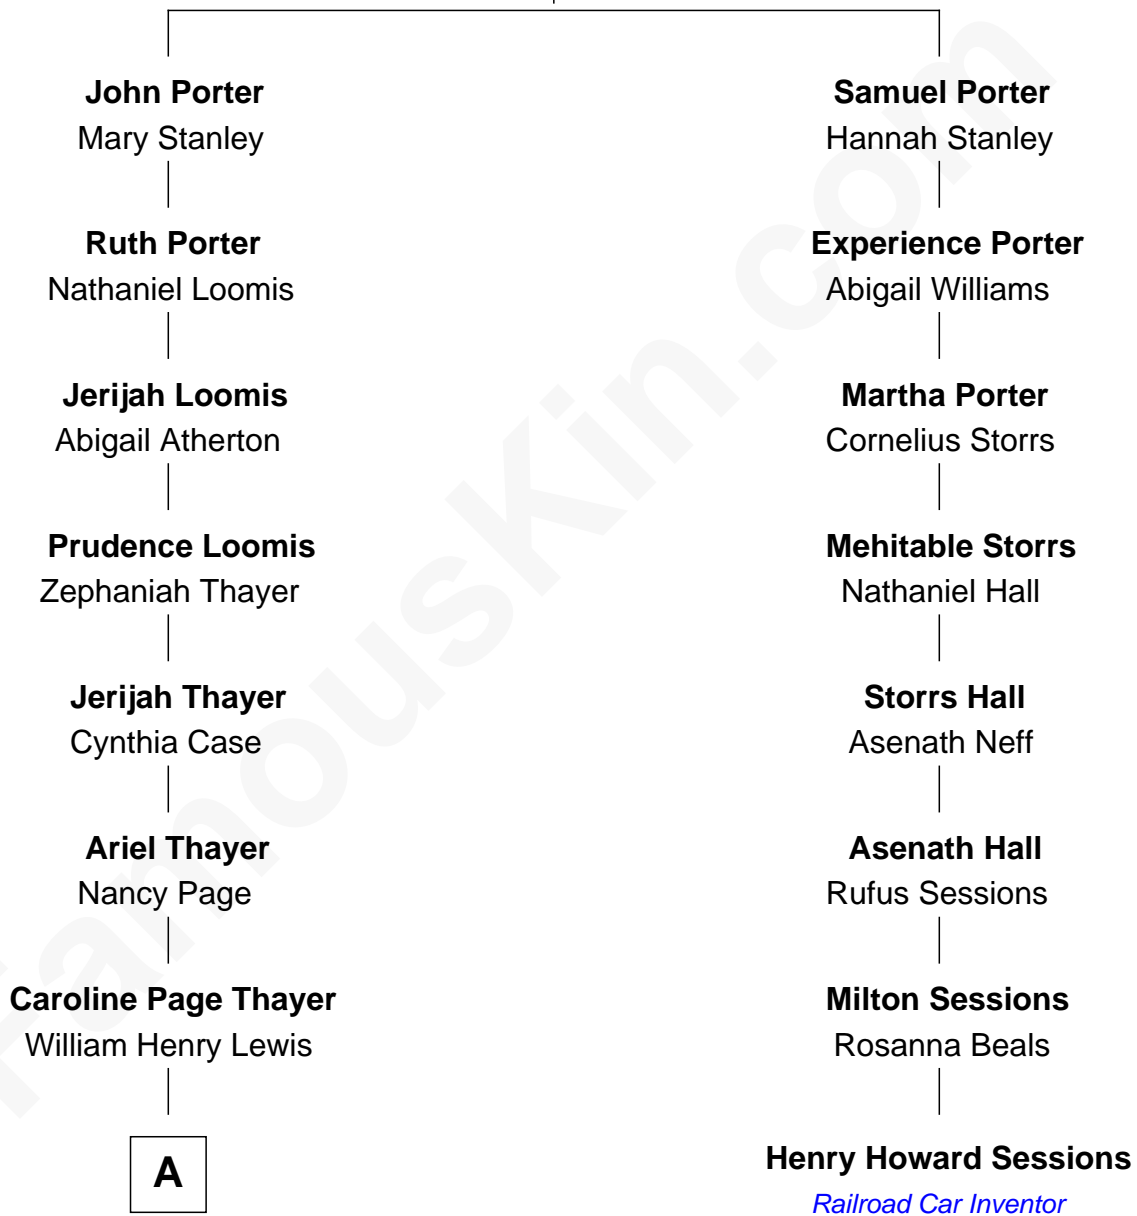 John Porter
Mary Stanley
Samuel Porter
Hannah Stanley
Ruth Porter
Nathaniel Loomis
Experience Porter
Abigail Williams
Jerijah Loomis
Abigail Atherton
Martha Porter
Cornelius Storrs
Prudence Loomis
Zephaniah Thayer
Mehitable Storrs
Nathaniel Hall
Jerijah Thayer
Cynthia Case
Storrs Hall
Asenath Neff
Ariel Thayer
Nancy Page
Asenath Hall
Rufus Sessions
Caroline Page Thayer
William Henry Lewis
Milton Sessions
Rosanna Beals
A
Henry Howard Sessions
Railroad Car Inventor
FamousKin.com